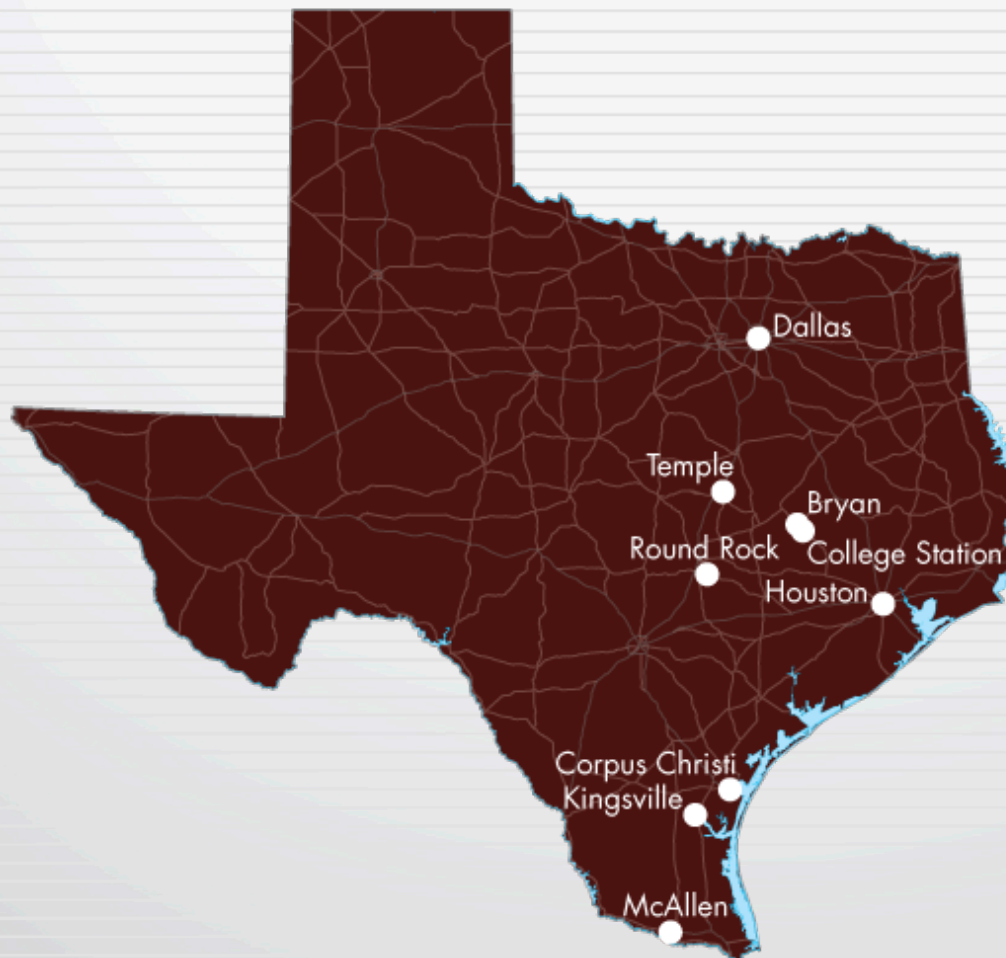 Dallas
Temple
Bryan
Round Rock
College Station
Houston
Corpus Christi
Kingsville
McAllen